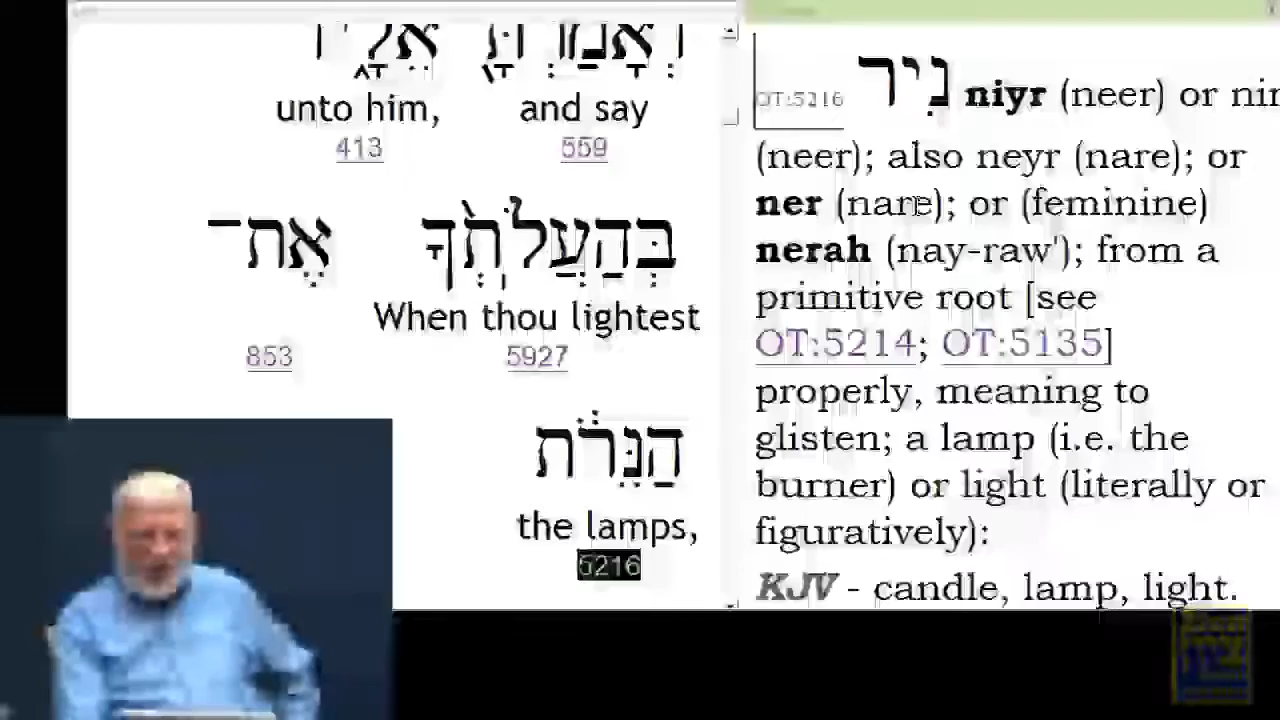 וְאָמַרְתָּ֖ אֵלָ֑יו
and say unto him,
559 413
בְּהַעֲלֹֽתְךָ֙ אֶת־
When thou lightest
5927 853
הַנֵּרֹ֔ת
the lamps,
5216
OT:5216 נִיר niyr (neer) or nir
(neer); also neyr (nare); or
ner (nare); or (feminine)
nerah (nay-raw'); from a
primitive root [see
OT:5214; OT:5135]
properly, meaning to
glisten; a lamp (i.e. the
burner) or light (literally or
figuratively):
KJV - candle, lamp, light.